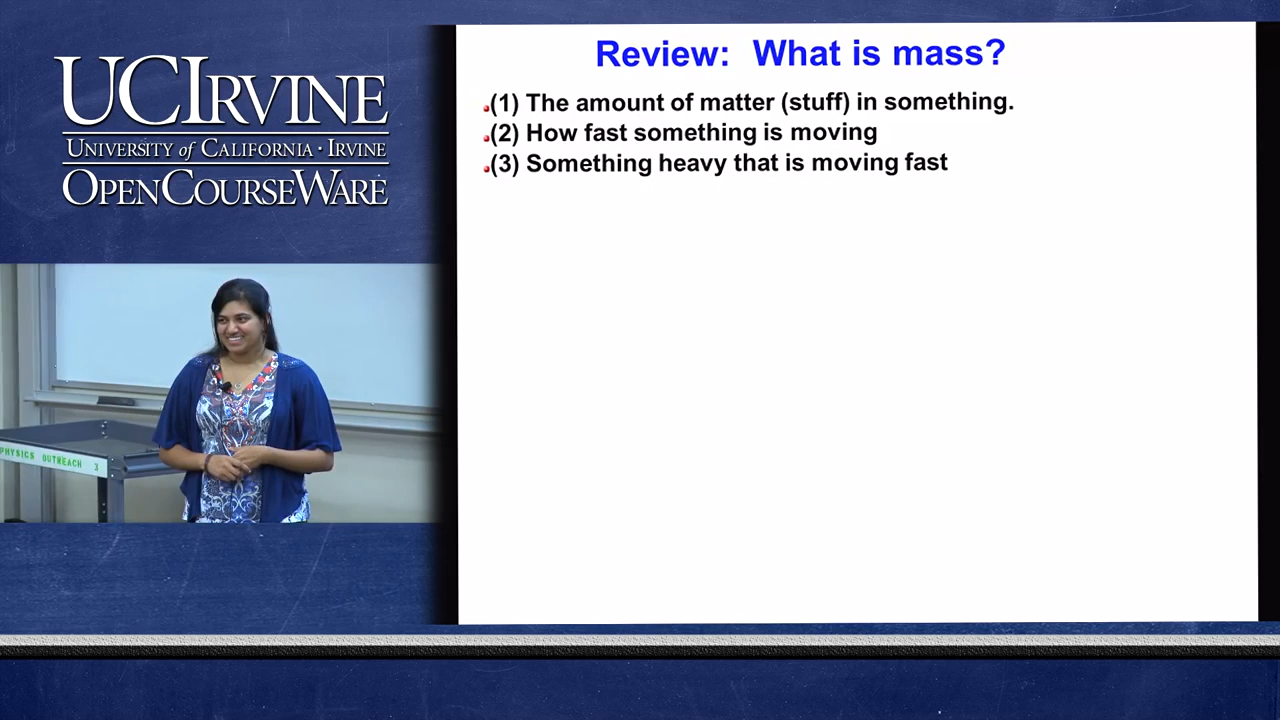 UCIRVINE
UNIVERSITY of CALIFORNIA · IRVINE
OPENCOURSEWARE
PHYSICS OUTREACH 3
Review: What is mass?
(1) The amount of matter (stuff) in something.
(2) How fast something is moving
(3) Something heavy that is moving fast